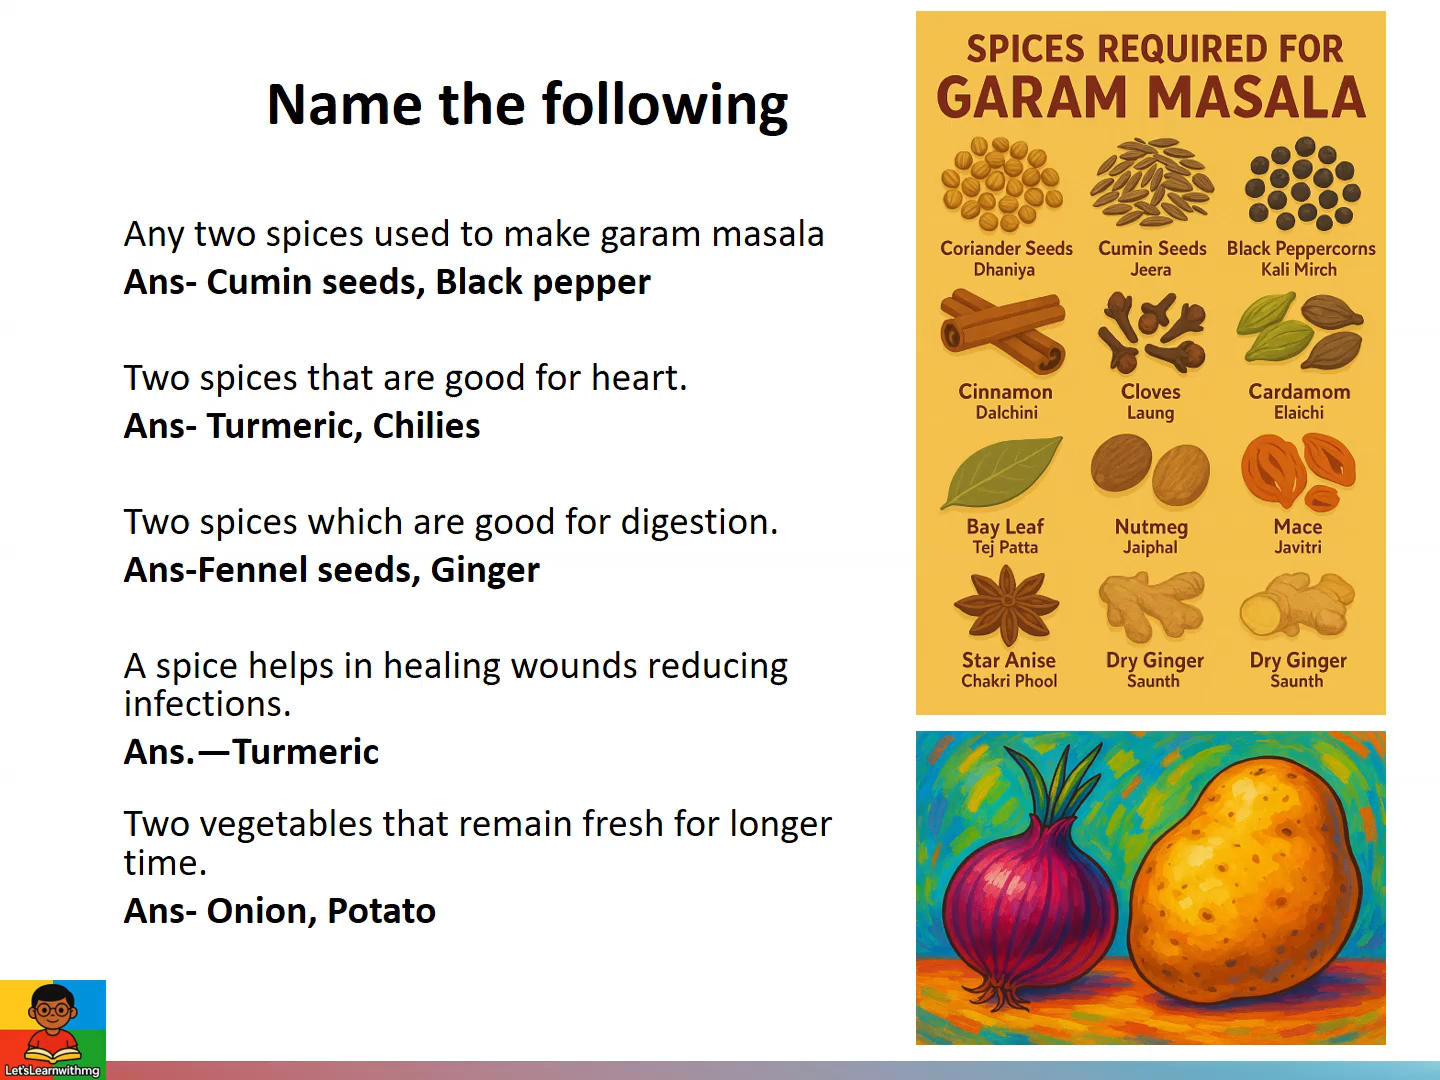 Name the following
Any two spices used to make garam masala
Ans- Cumin seeds, Black pepper
Two spices that are good for heart.
Ans- Turmeric, Chilies
Two spices which are good for digestion.
Ans-Fennel seeds, Ginger
A spice helps in healing wounds reducing
infections.
Ans.—Turmeric
Two vegetables that remain fresh for longer
time.
Ans- Onion, Potato
SPICES REQUIRED FOR
GARAM MASALA
Coriander Seeds
Dhaniya
Cumin Seeds
Jeera
Black Peppercorns
Kali Mirch
Cinnamon
Dalchini
Cloves
Laung
Cardamom
Elaichi
Bay Leaf
Tej Patta
Nutmeg
Jaiphal
Mace
Javitri
Star Anise
Chakri Phool
Dry Ginger
Saunth
Dry Ginger
Saunth
Let'sLearnwithmg